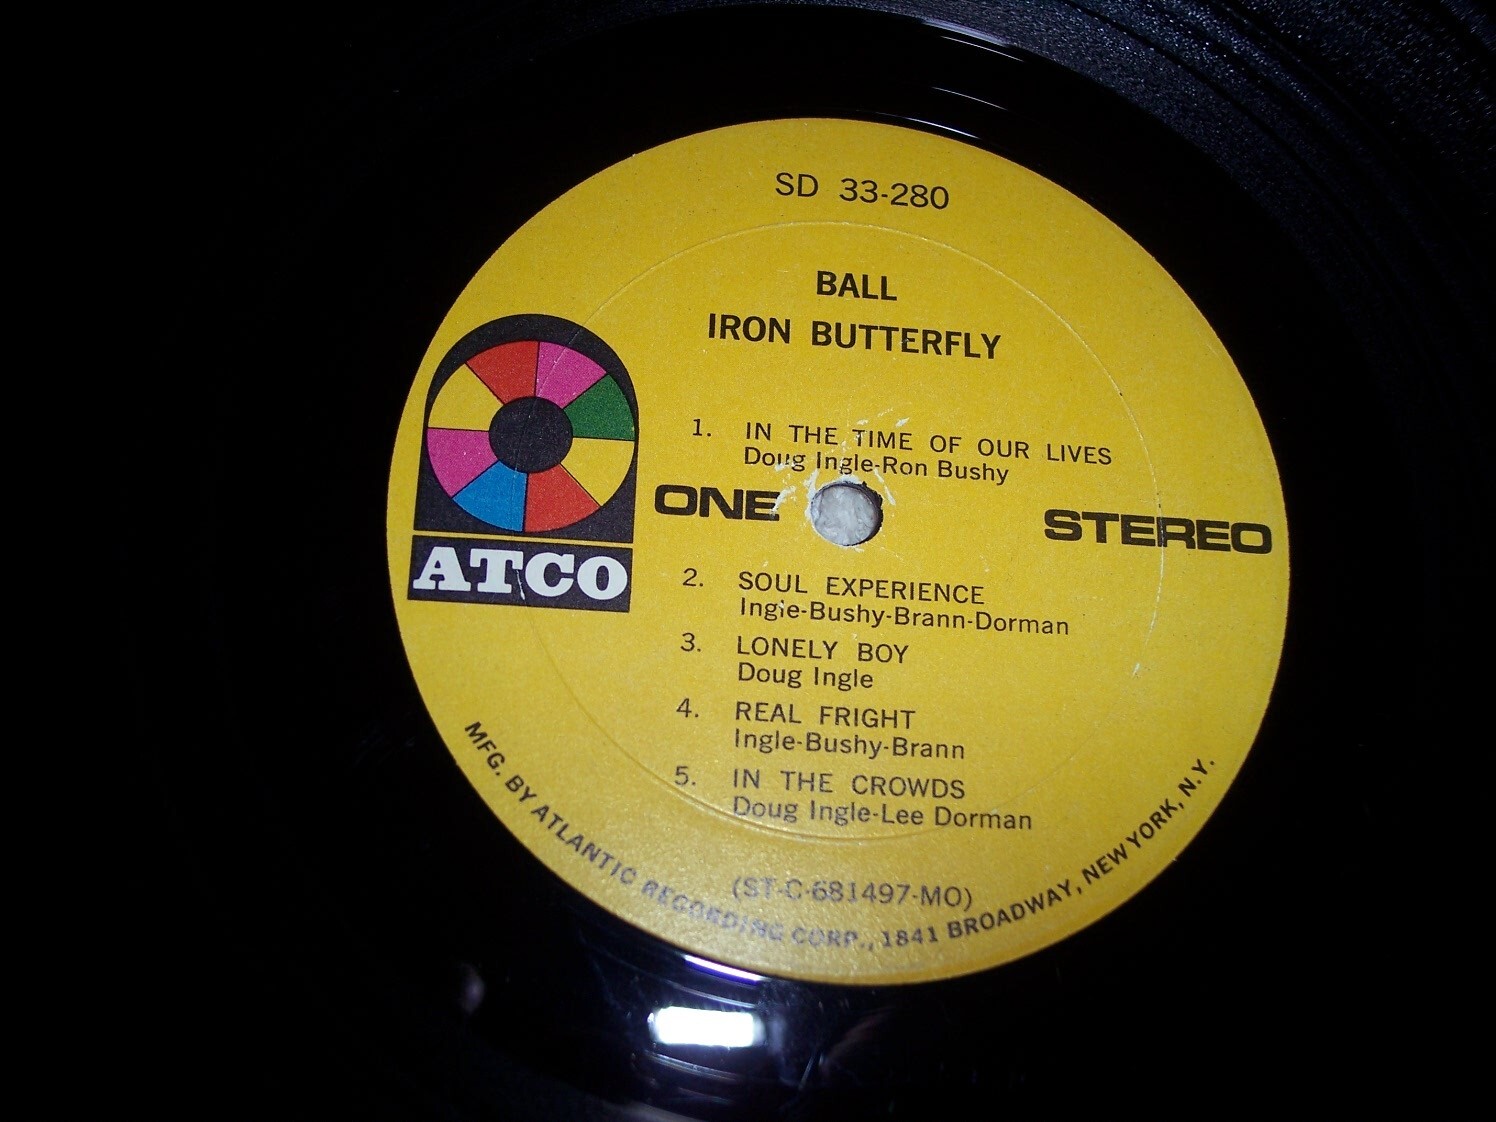 SD 33-280
BALL
IRON BUTTERFLY
1. IN THE TIME OF OUR LIVES
Doug Ingle-Ron Bushy
ONE STEREO
ATCO
2. SOUL EXPERIENCE
Ingle-Bushy-Brann-Dorman
3. LONELY BOY
Doug Ingle
4. REAL FRIGHT
Ingle-Bushy-Brann
5. IN THE CROWDS
Doug Ingle-Lee Dorman
(ST-C-681497-MO)
MFG. BY ATLANTIC RECORDING CORP., 1841 BROADWAY, NEW YORK, N.Y.